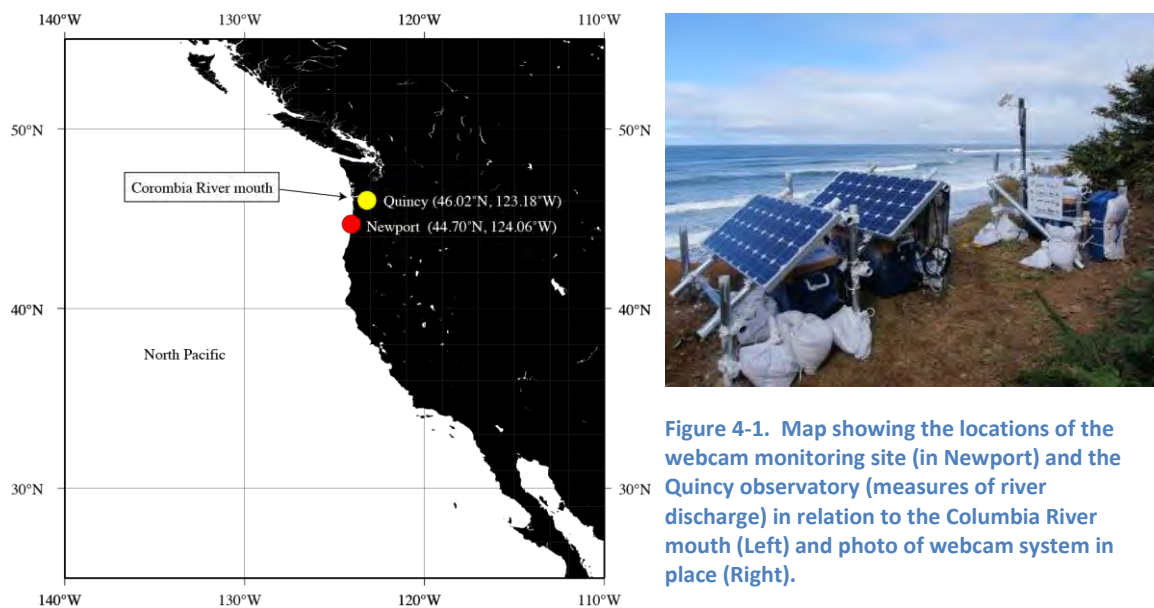 140°W
130°W
120°W
110°W
50°N
50°N
Corombia River mouth
Quincy (46.02°N, 123.18°W)
Newport (44.70°N, 124.06°W)
40°N
40°N
North Pacific
30°N
30°N
140°W
130°W
120°W
110°W
Figure 4-1. Map showing the locations of the
webcam monitoring site (in Newport) and the
Quincy observatory (measures of river
discharge) in relation to the Columbia River
mouth (Left) and photo of webcam system in
place (Right).